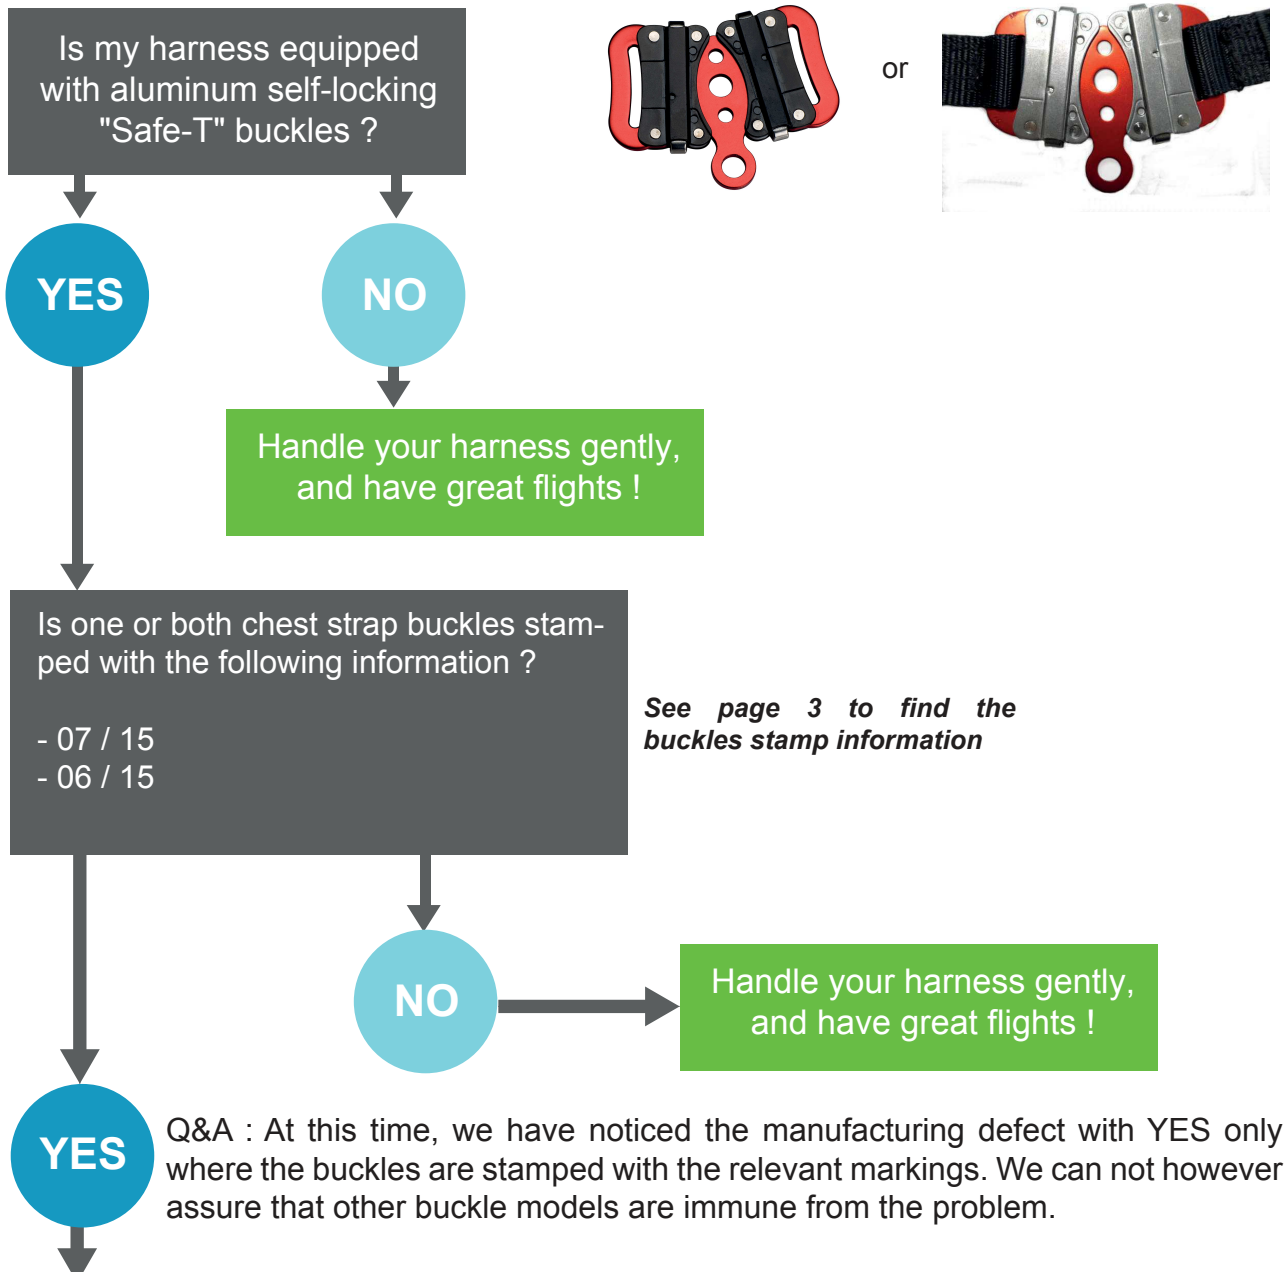 Is my harness equipped
with aluminum self-locking
"Safe-T" buckles ?
or
YES
NO
Handle your harness gently,
and have great flights !
Is one or both chest strap buckles stam-
ped with the following information ?
- 07 / 15
- 06 / 15
See page 3 to find the
buckles stamp information
NO
Handle your harness gently,
and have great flights !
YES
Q&A : At this time, we have noticed the manufacturing defect with YES only
where the buckles are stamped with the relevant markings. We can not however
assure that other buckle models are immune from the problem.